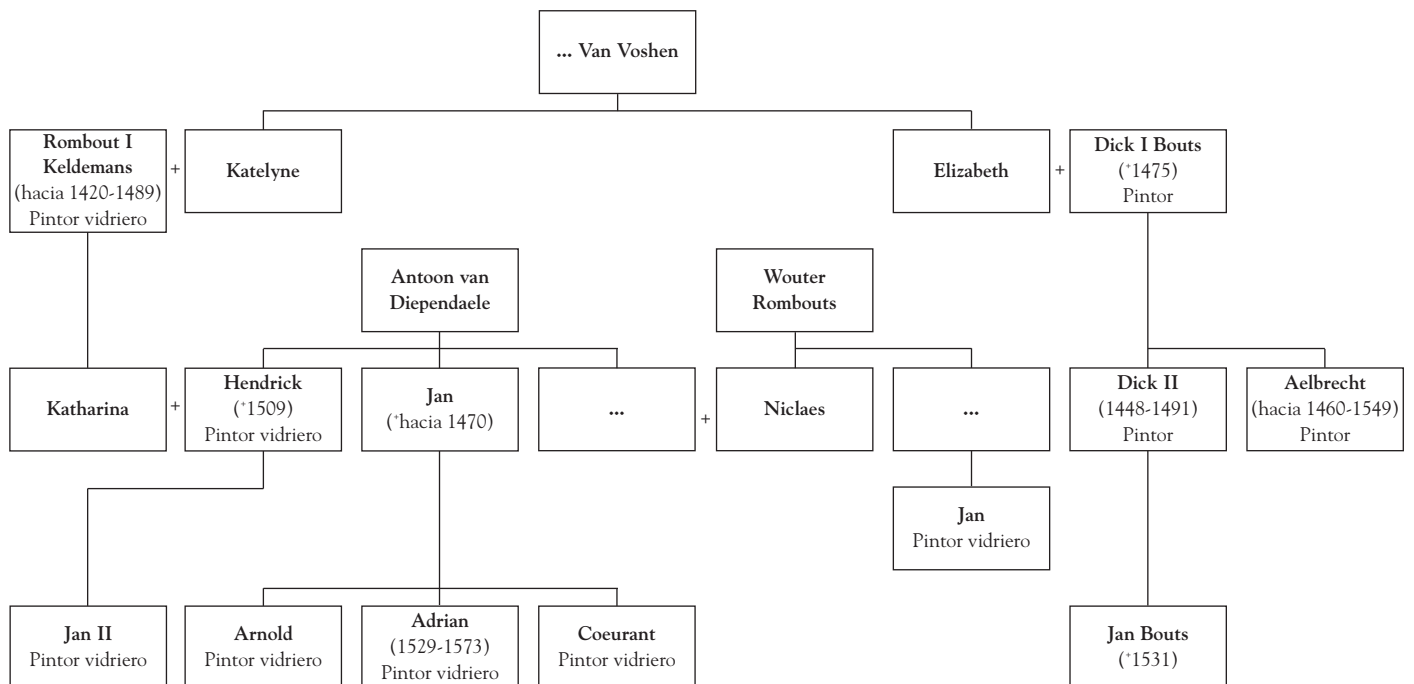 ... Van Voshen
Rombout I
Keldemans
(hacia 1420-1489)
Pintor vidriero
+
Katelyne
Elizabeth
+
Dick I Bouts
(+1475)
Pintor
Antoon van
Diependaele
Wouter
Rombouts
Katharina
+
Hendrick
(+1509)
Pintor vidriero
Jan
(+hacia 1470)
...
+
Niclaes
...
Dick II
(1448-1491)
Pintor
Aelbrecht
(hacia 1460-1549)
Pintor
Jan
Pintor vidriero
Jan II
Pintor vidriero
Arnold
Pintor vidriero
Adrian
(1529-1573)
Pintor vidriero
Coeurant
Pintor vidriero
Jan Bouts
(+1531)